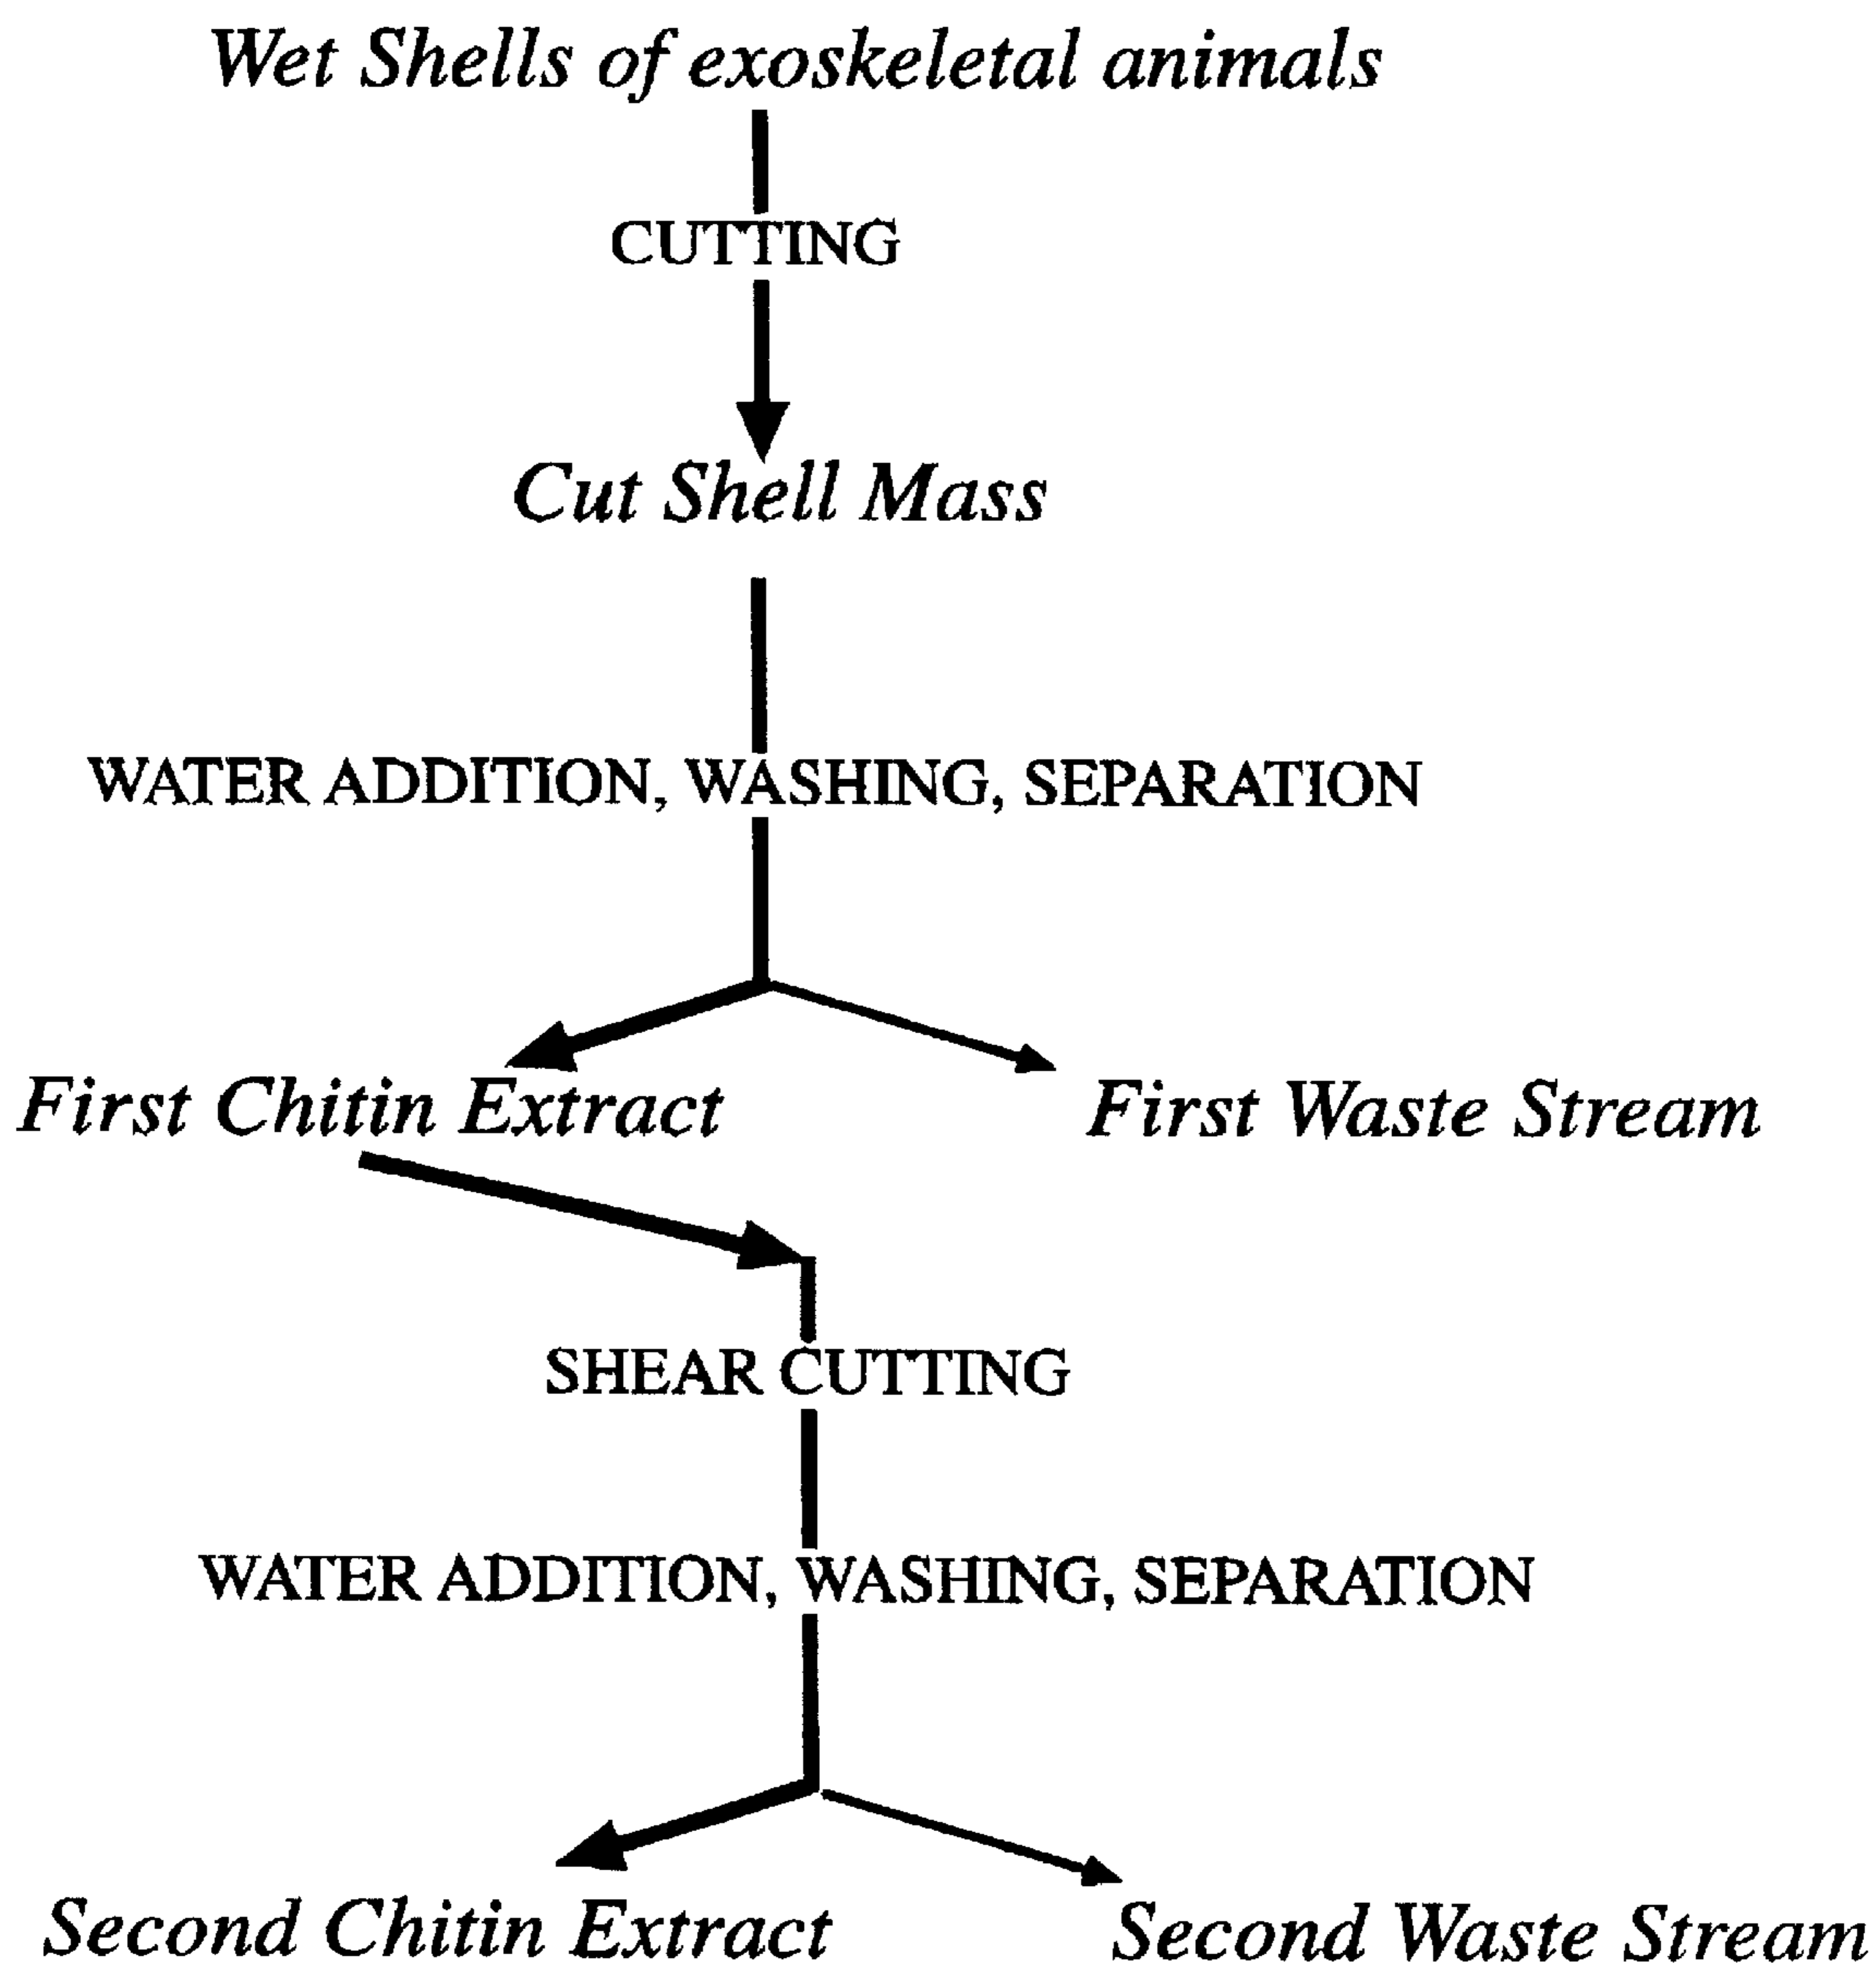 Wet Shells of exoskeletal animals
CUTTING
Cut Shell Mass
WATER ADDITION, WASHING, SEPARATION
First Chitin Extract
First Waste Stream
SHEAR CUTTING
WATER ADDITION, WASHING, SEPARATION
Second Chitin Extract
Second Waste Stream